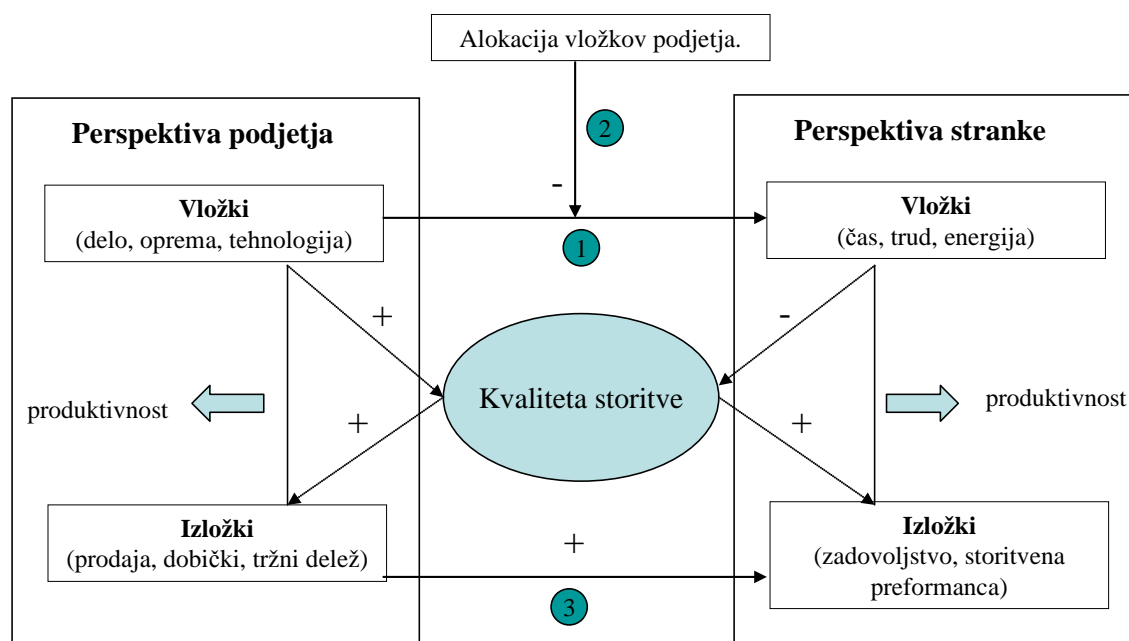 Alokacija vložkov podjetja.
2
Perspektiva podjetja
Perspektiva stranke
-
Vložki
(delo, oprema, tehnologija)
Vložki
(čas, trud, energija)
1
+
-
Kvaliteta storitve
produktivnost
produktivnost
+
+
Izložki
(prodaja, dobički, tržni delež)
+
Izložki
(zadovoljstvo, storitvena
preformanca)
3